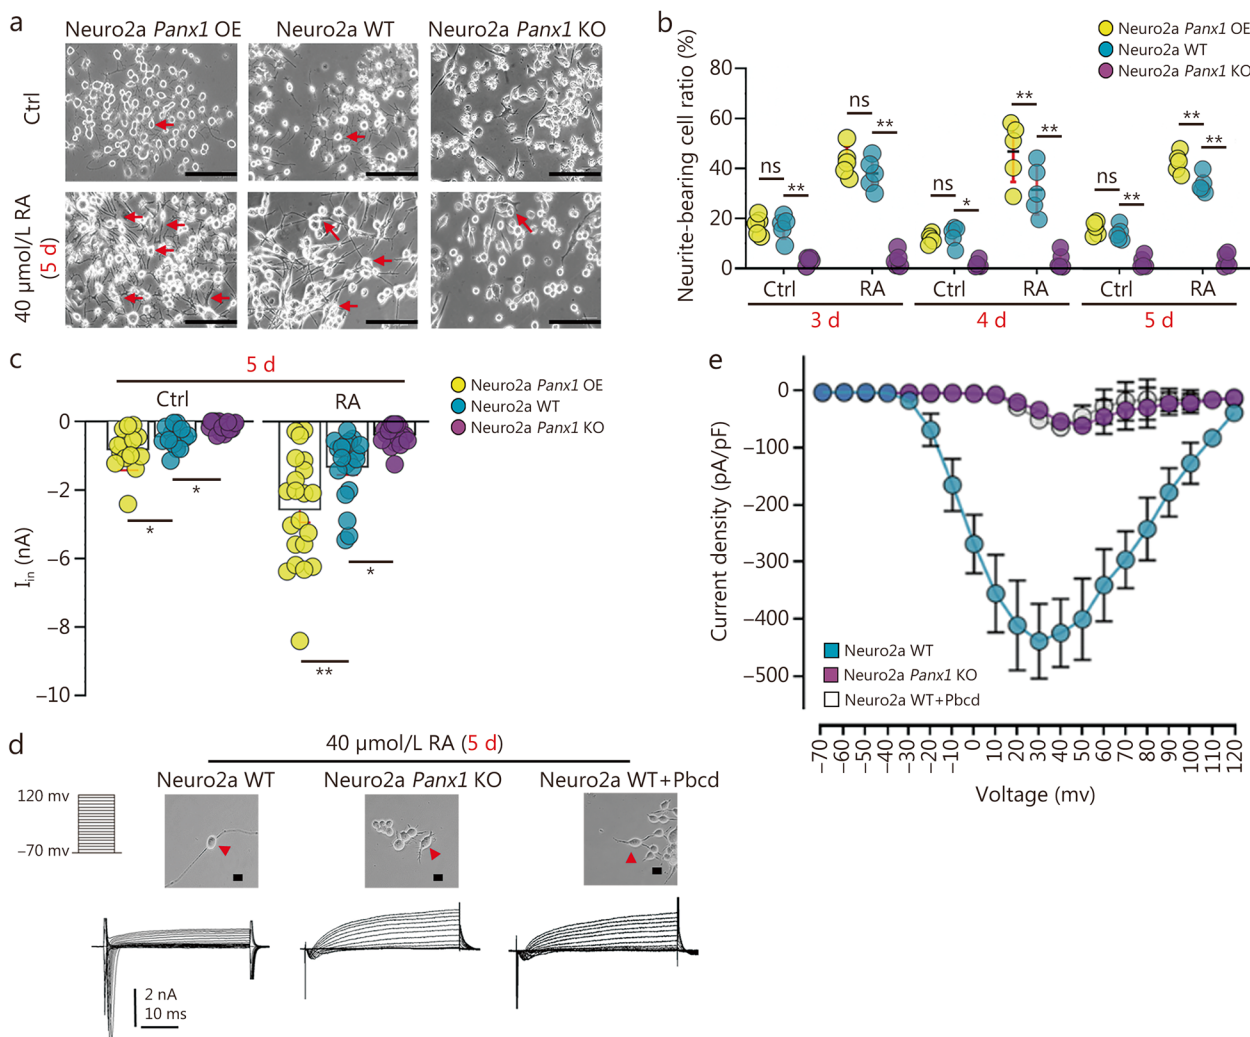 a
Neuro2a Panx1 OE
Neuro2a WT
Neuro2a Panx1 KO
Ctrl
40 μmol/L RA
(5 d)
b
Neuro2a Panx1 OE
Neuro2a WT
Neuro2a Panx1 KO
Neurite-bearing cell ratio (%)
80
60
40
20
0
ns
**
ns
**
ns
*
**
**
ns
**
**
**
Ctrl
RA
Ctrl
RA
Ctrl
RA
3 d
4 d
5 d
c
5 d
Ctrl
RA
Neuro2a Panx1 OE
Neuro2a WT
Neuro2a Panx1 KO
Iin (nA)
0
−2
−4
−6
−8
−10
*
*
**
*
d
40 μmol/L RA (5 d)
Neuro2a WT
Neuro2a Panx1 KO
Neuro2a WT+Pbcd
120 mv
−70 mv
2 nA
10 ms
e
Current density (pA/pF)
0
−100
−200
−300
−400
−500
Neuro2a WT
Neuro2a Panx1 KO
Neuro2a WT+Pbcd
−70
−60
−50
−40
−30
−20
−10
0
10
20
30
40
50
60
70
80
90
100
110
120
Voltage (mv)